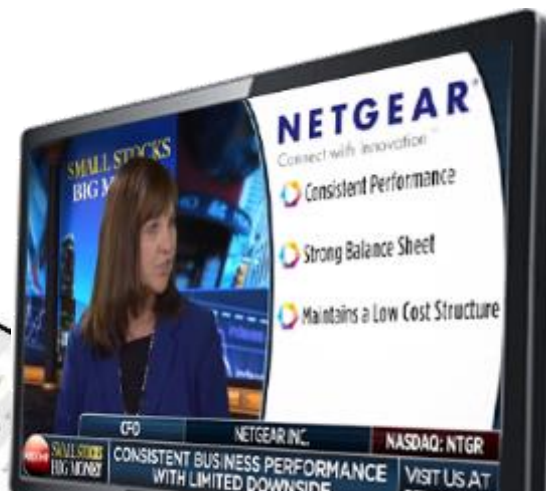 SMALL STOCKS
BIG M
NETGEAR
Connect with Innovation™
Consistent Performance
Strong Balance Sheet
Maintains a Low Cost Structure
CFO NETGEAR INC. NASDAQ: NTGR
SMALL STOCKS
BIG MONEY
CONSISTENT BUSINESS PERFORMANCE
WITH LIMITED DOWNSIDE
VISIT US AT